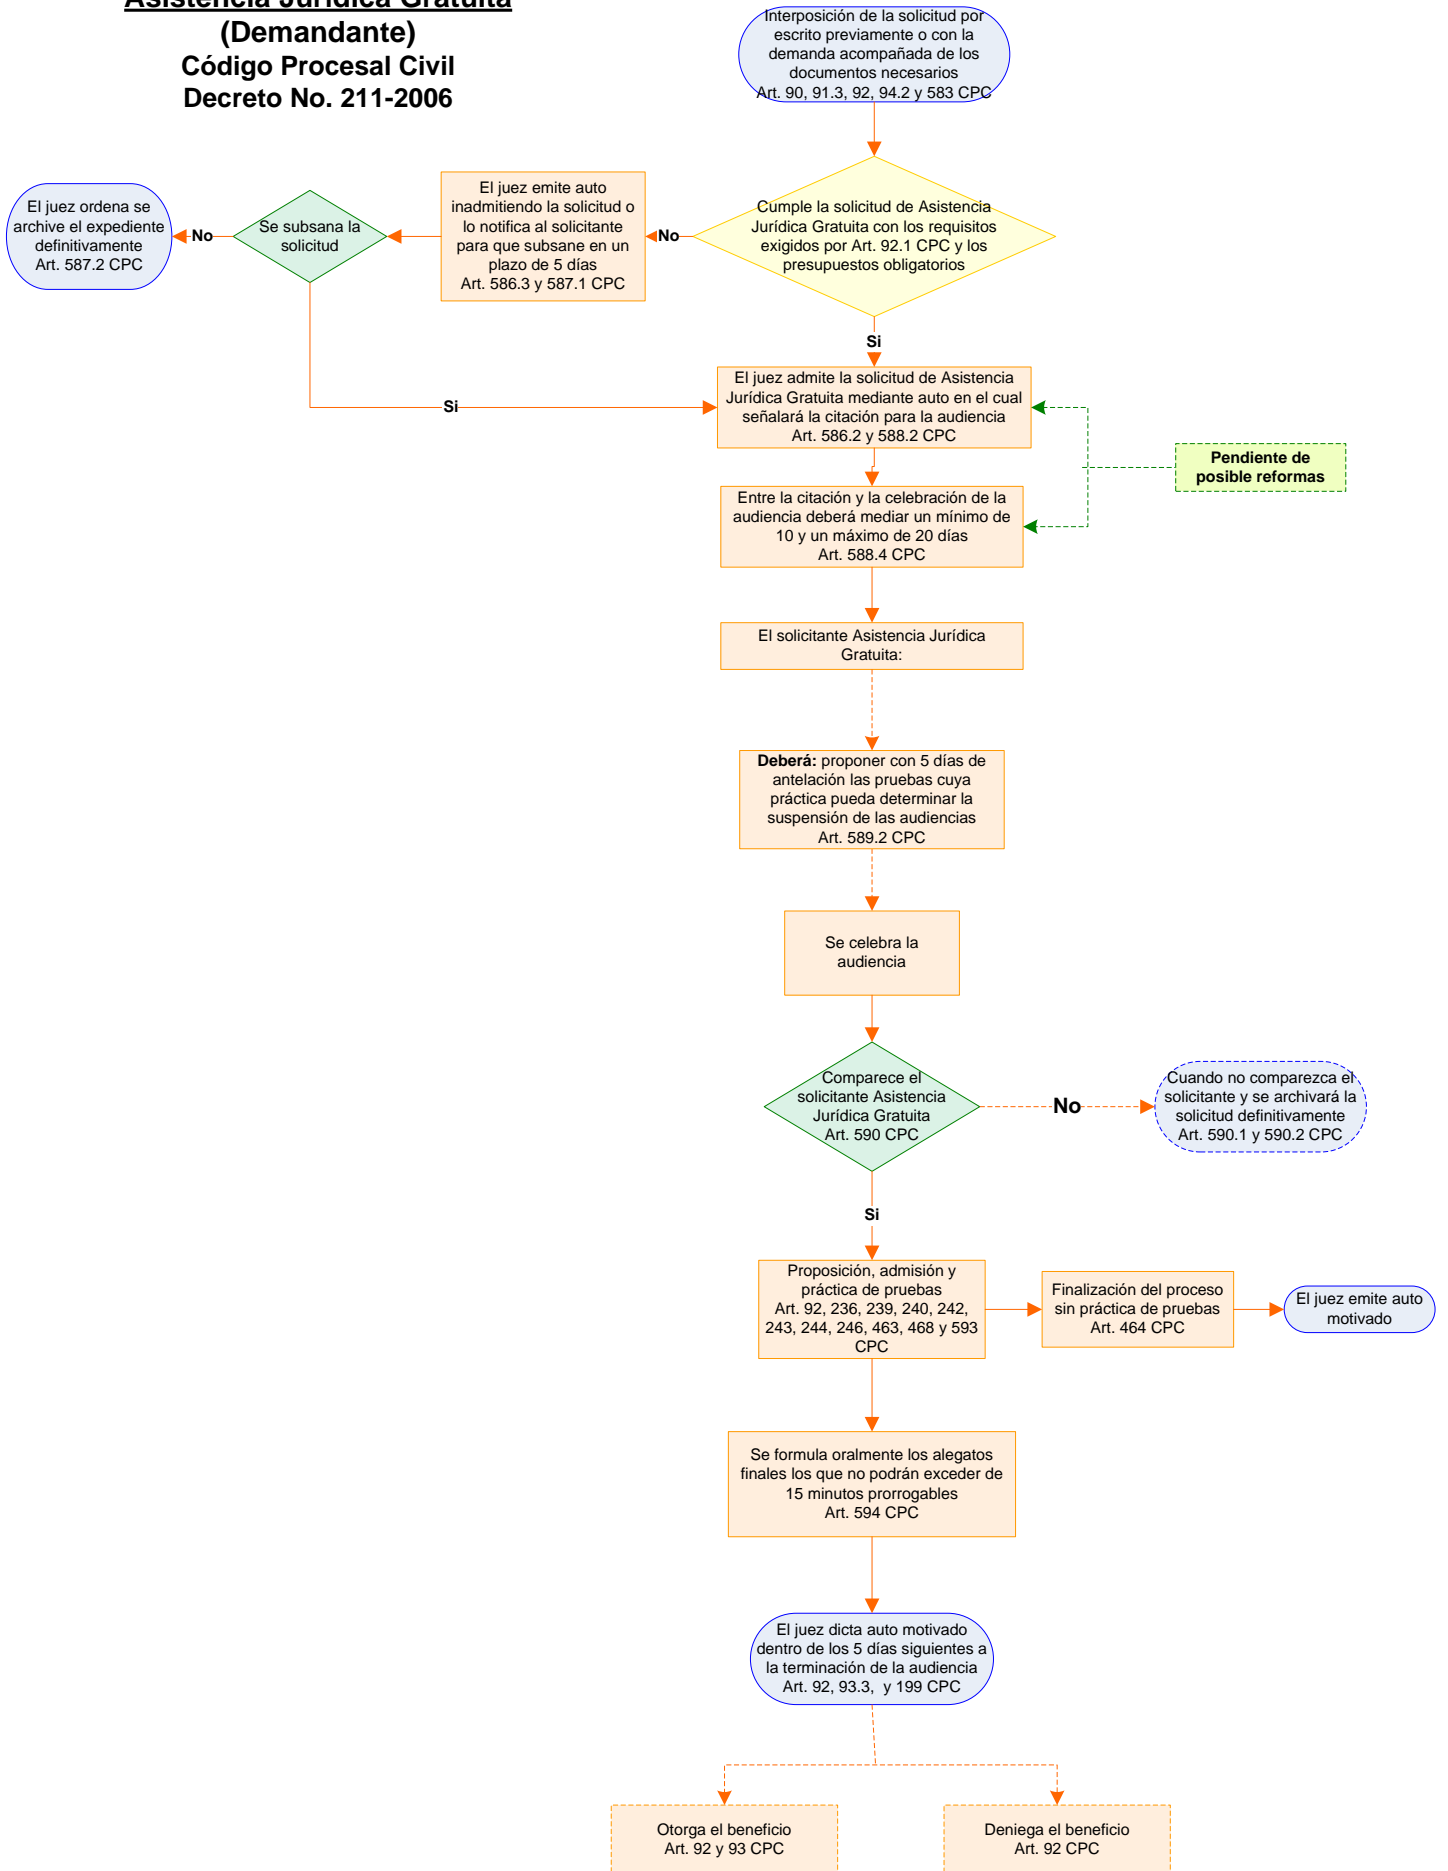 Asistencia Jurídica Gratuita
(Demandante)
Código Procesal Civil
Decreto No. 211-2006
Interposición de la solicitud por
escrito previamente o con la
demanda acompañada de los
documentos necesarios
Art. 90, 91.3, 92, 94.2 y 583 CPC
Cumple la solicitud de Asistencia
Jurídica Gratuita con los requisitos
exigidos por Art. 92.1 CPC y los
presupuestos obligatorios
No
El juez emite auto
inadmitiendo la solicitud o
lo notifica al solicitante
para que subsane en un
plazo de 5 días
Art. 586.3 y 587.1 CPC
Se subsana la
solicitud
No
El juez ordena se
archive el expediente
definitivamente
Art. 587.2 CPC
Si
Si
El juez admite la solicitud de Asistencia
Jurídica Gratuita mediante auto en el cual
señalará la citación para la audiencia
Art. 586.2 y 588.2 CPC
Pendiente de
posible reformas
Entre la citación y la celebración de la
audiencia deberá mediar un mínimo de
10 y un máximo de 20 días
Art. 588.4 CPC
El solicitante Asistencia Jurídica
Gratuita:
Deberá: proponer con 5 días de
antelación las pruebas cuya
práctica pueda determinar la
suspensión de las audiencias
Art. 589.2 CPC
Se celebra la
audiencia
Comparece el
solicitante Asistencia
Jurídica Gratuita
Art. 590 CPC
No
Cuando no comparezca el
solicitante y se archivará la
solicitud definitivamente
Art. 590.1 y 590.2 CPC
Si
Proposición, admisión y
práctica de pruebas
Art. 92, 236, 239, 240, 242,
243, 244, 246, 463, 468 y 593
CPC
Finalización del proceso
sin práctica de pruebas
Art. 464 CPC
El juez emite auto
motivado
Se formula oralmente los alegatos
finales los que no podrán exceder de
15 minutos prorrogables
Art. 594 CPC
El juez dicta auto motivado
dentro de los 5 días siguientes a
la terminación de la audiencia
Art. 92, 93.3, y 199 CPC
Otorga el beneficio
Art. 92 y 93 CPC
Deniega el beneficio
Art. 92 CPC